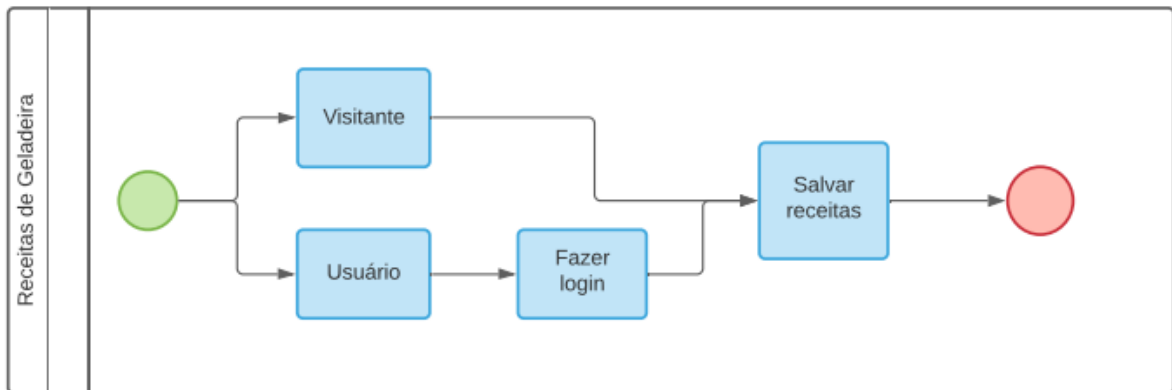 Receitas de Geladeira
Visitante
Usuário
Fazer
login
Salvar
receitas